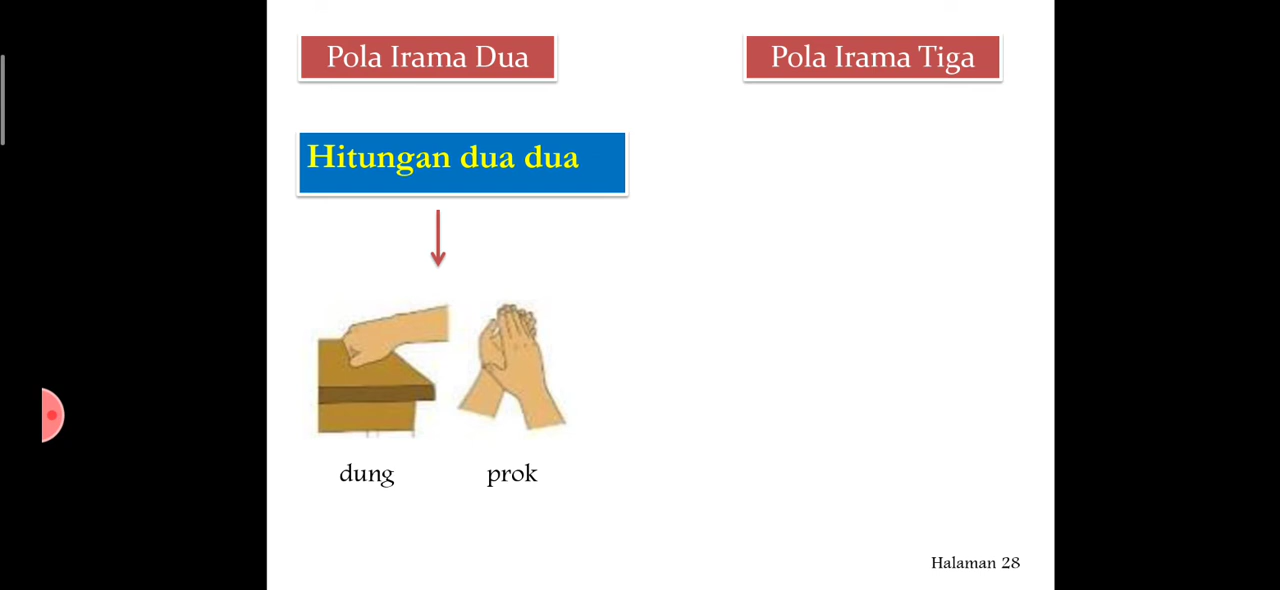 Pola Irama Dua
Pola Irama Tiga
Hitungan dua dua
dung
prok
Halaman 28